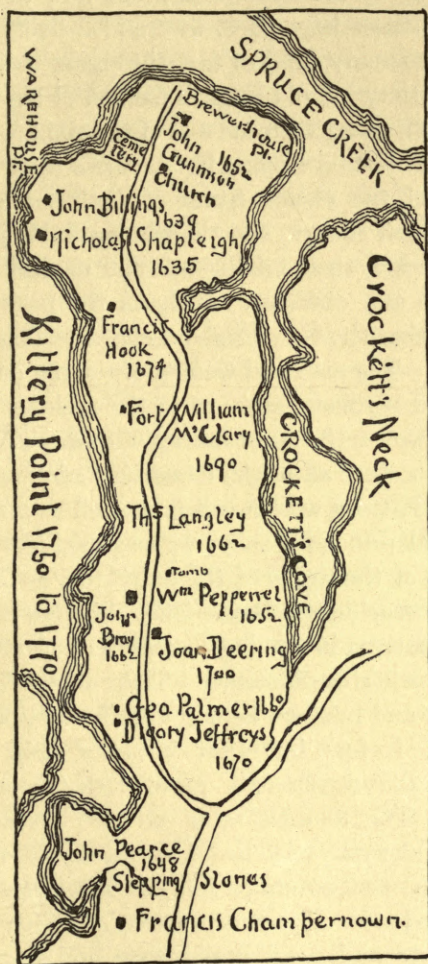 SPRUCE CREEK
WAREHOUSE
PT.
Brewerhouse
Pt.
CEME
TERY
John 1652
Gunnison
Church
John Billings
1639
Nicholas Shapleigh
1635
Crockett's Neck
Kittery Point 1750 to 1770
Francis
Hook
1674
Fort William
M'Clary
1690
CROCKETT'S COVE
Ths Langley
1662
Tomb
Wm Pepperrel
1652
John
Bray
1662
Joan Deering
1700
Geo. Palmer 1660
Digory Jeffreys
1670
John Pearce
1648
Stepping Stones
Francis Champernown.